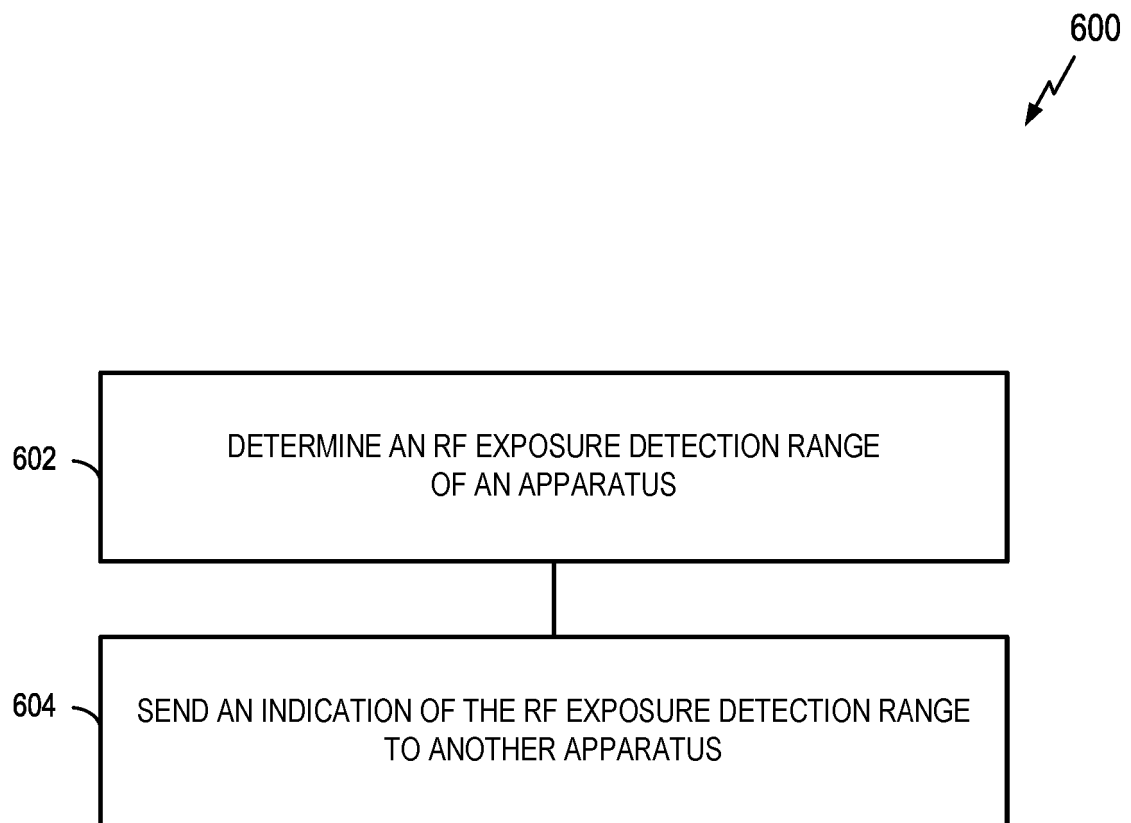 600
602
DETERMINE AN RF EXPOSURE DETECTION RANGE
OF AN APPARATUS
604
SEND AN INDICATION OF THE RF EXPOSURE DETECTION RANGE
TO ANOTHER APPARATUS